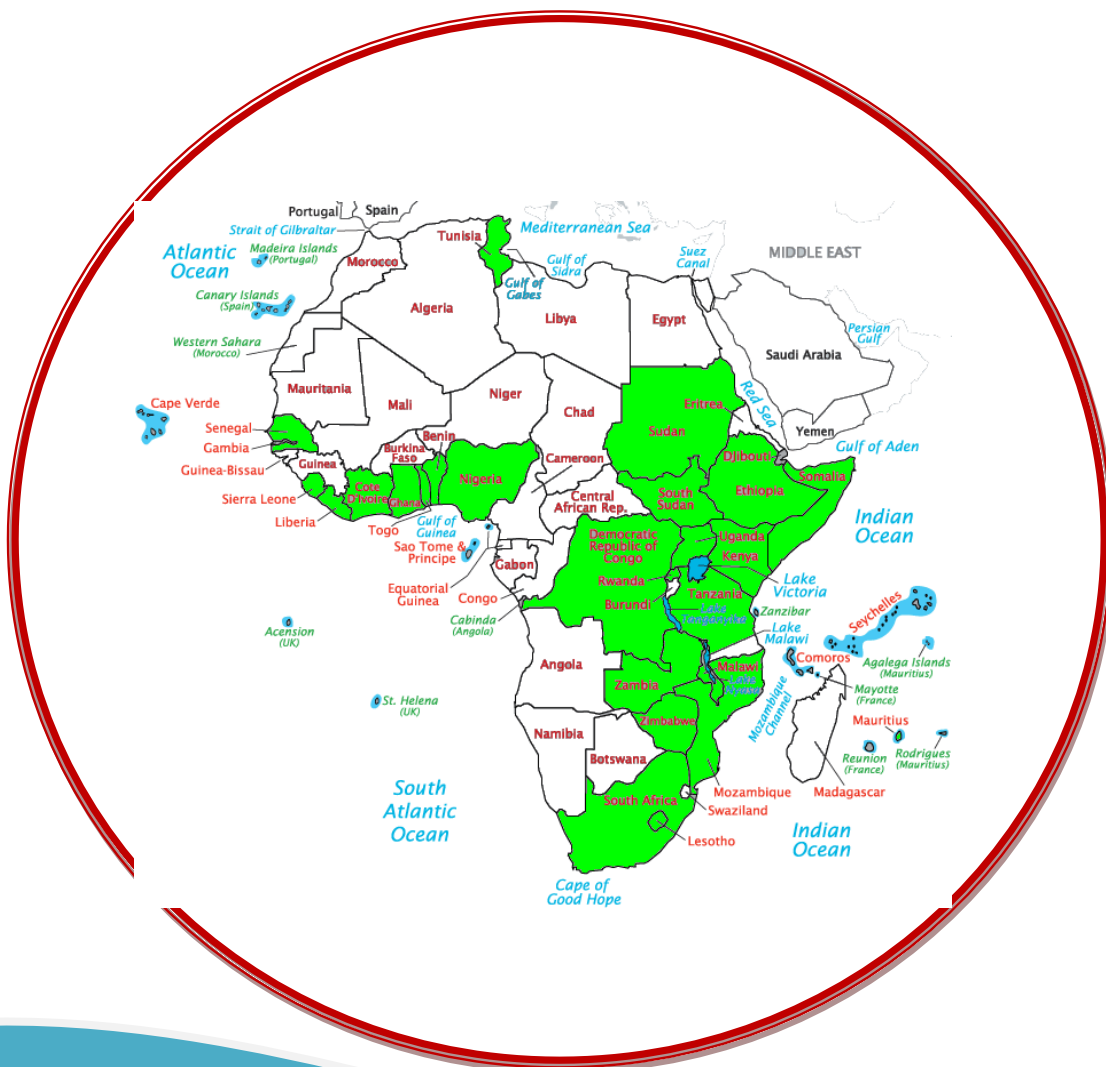 Portugal
Spain
Strait of Gilbraltar
Madeira Islands
(Portugal)
Atlantic
Ocean
Morocco
Tunisia
Mediterranean Sea
Gulf of
Sidra
Gulf of
Gabes
Suez
Canal
MIDDLE EAST
Canary Islands
(Spain)
Algeria
Libya
Egypt
Persian
Gulf
Western Sahara
(Morocco)
Saudi Arabia
Red Sea
Mauritania
Mali
Niger
Chad
Eritrea
Sudan
Yemen
Gulf of Aden
Cape Verde
Senegal
Gambia
Guinea-Bissau
Guinea
Burkina
Faso
Benin
Nigeria
Cameroon
DJibouti
Somalia
Ethiopia
Sierra Leone
Cote
D'Ivoire
Ghana
Central
African Rep.
South
Sudan
Liberia
Togo
Gulf of
Guinea
Sao Tome &
Principe
Democratic
Republic of
Congo
Uganda
Kenya
Indian
Ocean
Gabon
Equatorial
Guinea
Congo
Rwanda
Burundi
Tanzania
Lake
Victoria
Lake
Tanganyika
Zanzibar
Seychelles
Cabinda
(Angola)
Acension
(UK)
Lake
Malawi
Comoros
Agalega Islands
(Mauritius)
Angola
Zambia
Malawi
Lake
Nyasa
Mayotte
(France)
St. Helena
(UK)
Mozambique
Channel
Mauritius
Namibia
Zimbabwe
Botswana
Reunion
(France)
Rodrigues
(Mauritius)
South
Atlantic
Ocean
South Africa
Mozambique
Swaziland
Madagascar
Lesotho
Indian
Ocean
Cape of
Good Hope